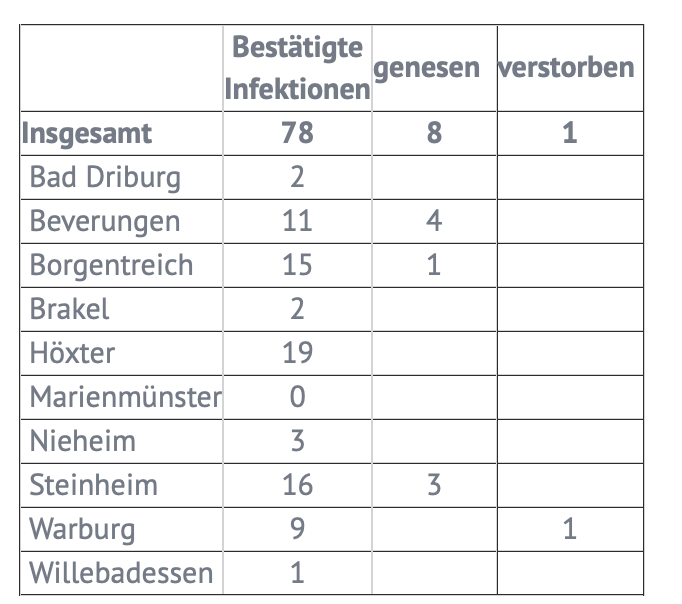 Bestätigte
Infektionen genesen verstorben
Insgesamt 78 8 1
Bad Driburg 2
Beverungen 11 4
Borgentreich 15 1
Brakel 2
Höxter 19
Marienmünster 0
Nieheim 3
Steinheim 16 3
Warburg 9 1
Willebadessen 1